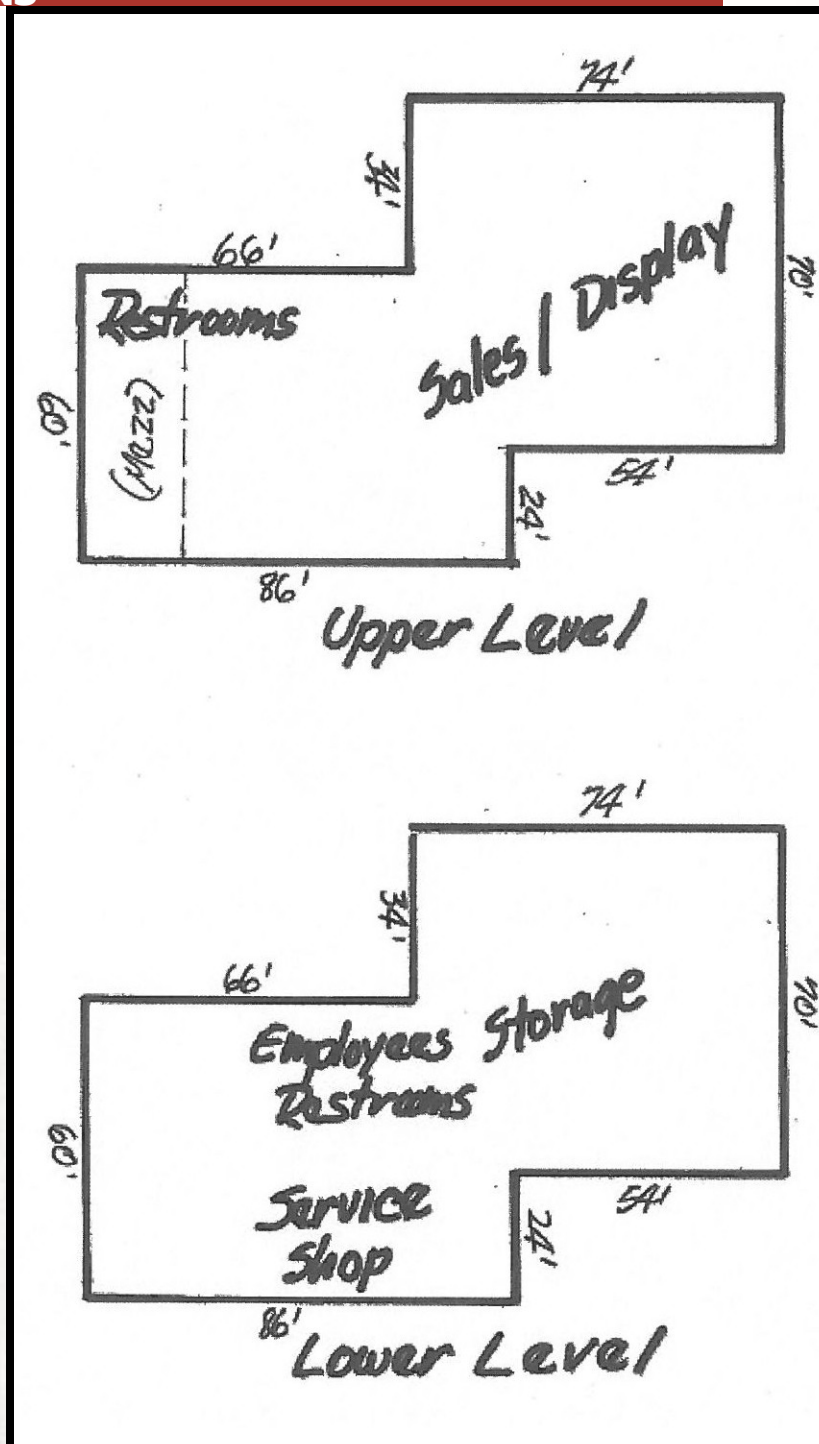 74'
34'
66'
Restrooms
Sales / Display
70'
60'
(Mezz)
54'
24'
86'
Upper Level
74'
34'
66'
70'
Employees Storage
Restrooms
60'
Service
Shop
54'
24'
86'
Lower Level